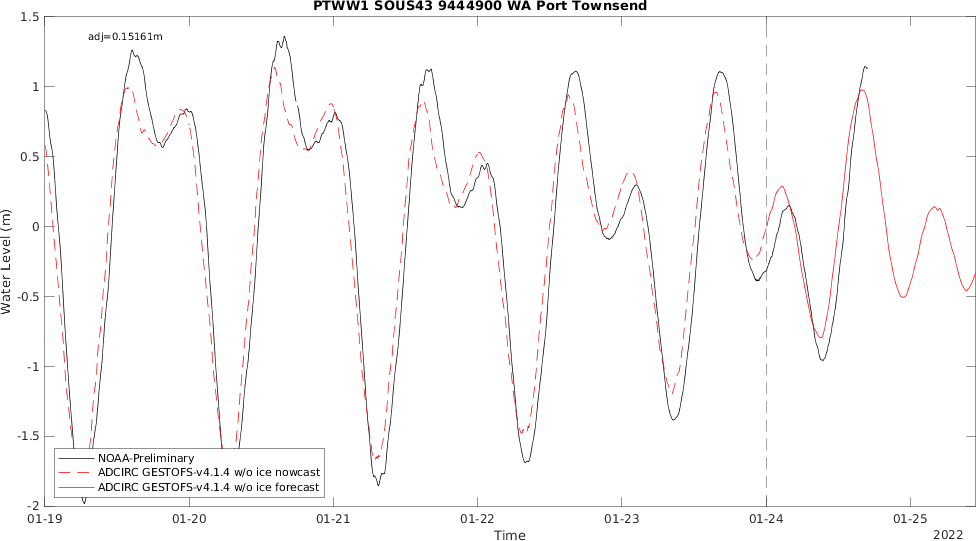 PTWW1 SOUS43 9444900 WA Port Townsend
adj=0.15161m
1.5
1
0.5
0
-0.5
-1
-1.5
-2
Water Level (m)
NOAA-Preliminary
ADCIRC GESTOFS-v4.1.4 w/o ice nowcast
ADCIRC GESTOFS-v4.1.4 w/o ice forecast
01-19 01-20 01-21 01-22 01-23 01-24 01-25
Time
2022